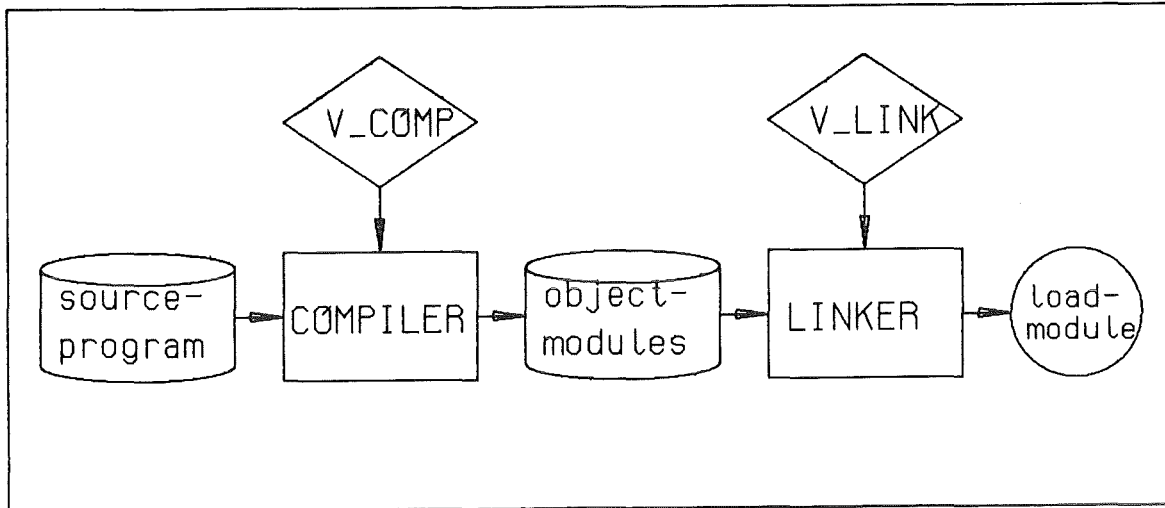 V_COMP
V_LINK
source-
program
COMPILER
object-
modules
LINKER
load-
module